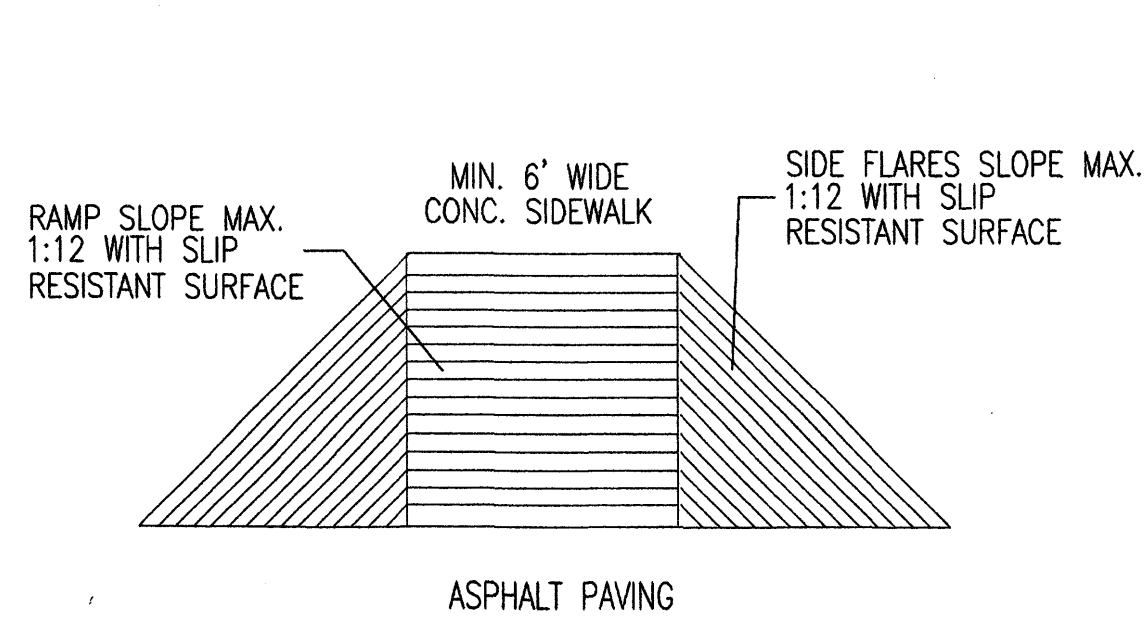 MIN. 6' WIDE
CONC. SIDEWALK
SIDE FLARES SLOPE MAX.
1:12 WITH SLIP
RESISTANT SURFACE
RAMP SLOPE MAX.
1:12 WITH SLIP
RESISTANT SURFACE
ASPHALT PAVING